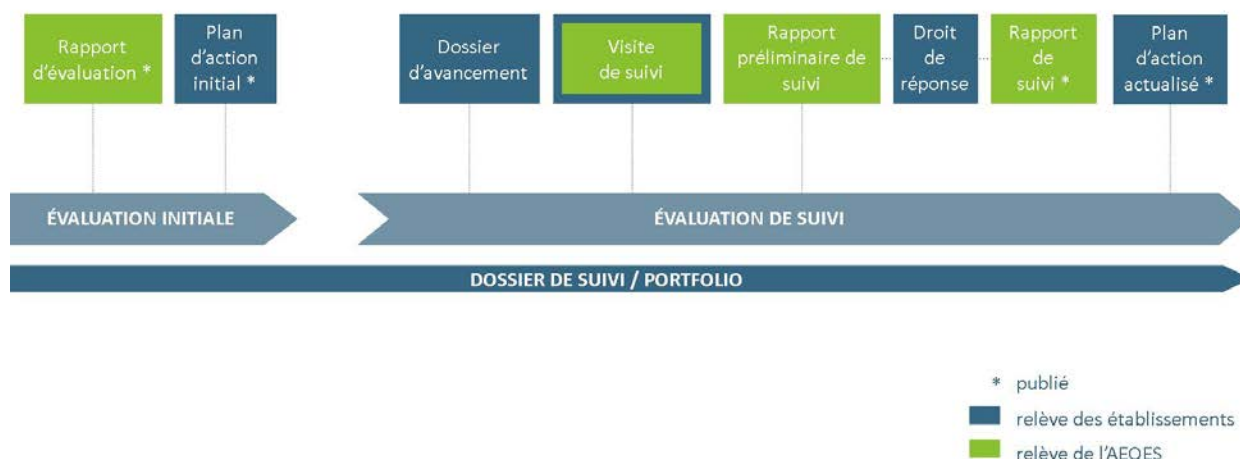 Rapport
d'évaluation *
Plan
d'action
initial *
Dossier
d'avancement
Visite
de suivi
Rapport
préliminaire de
suivi
Droit
de
réponse
Rapport
de
suivi *
Plan
d'action
actualisé *
ÉVALUATION INITIALE
ÉVALUATION DE SUIVI
DOSSIER DE SUIVI / PORTFOLIO
* publié
relève des établissements
relève de l'AEQES